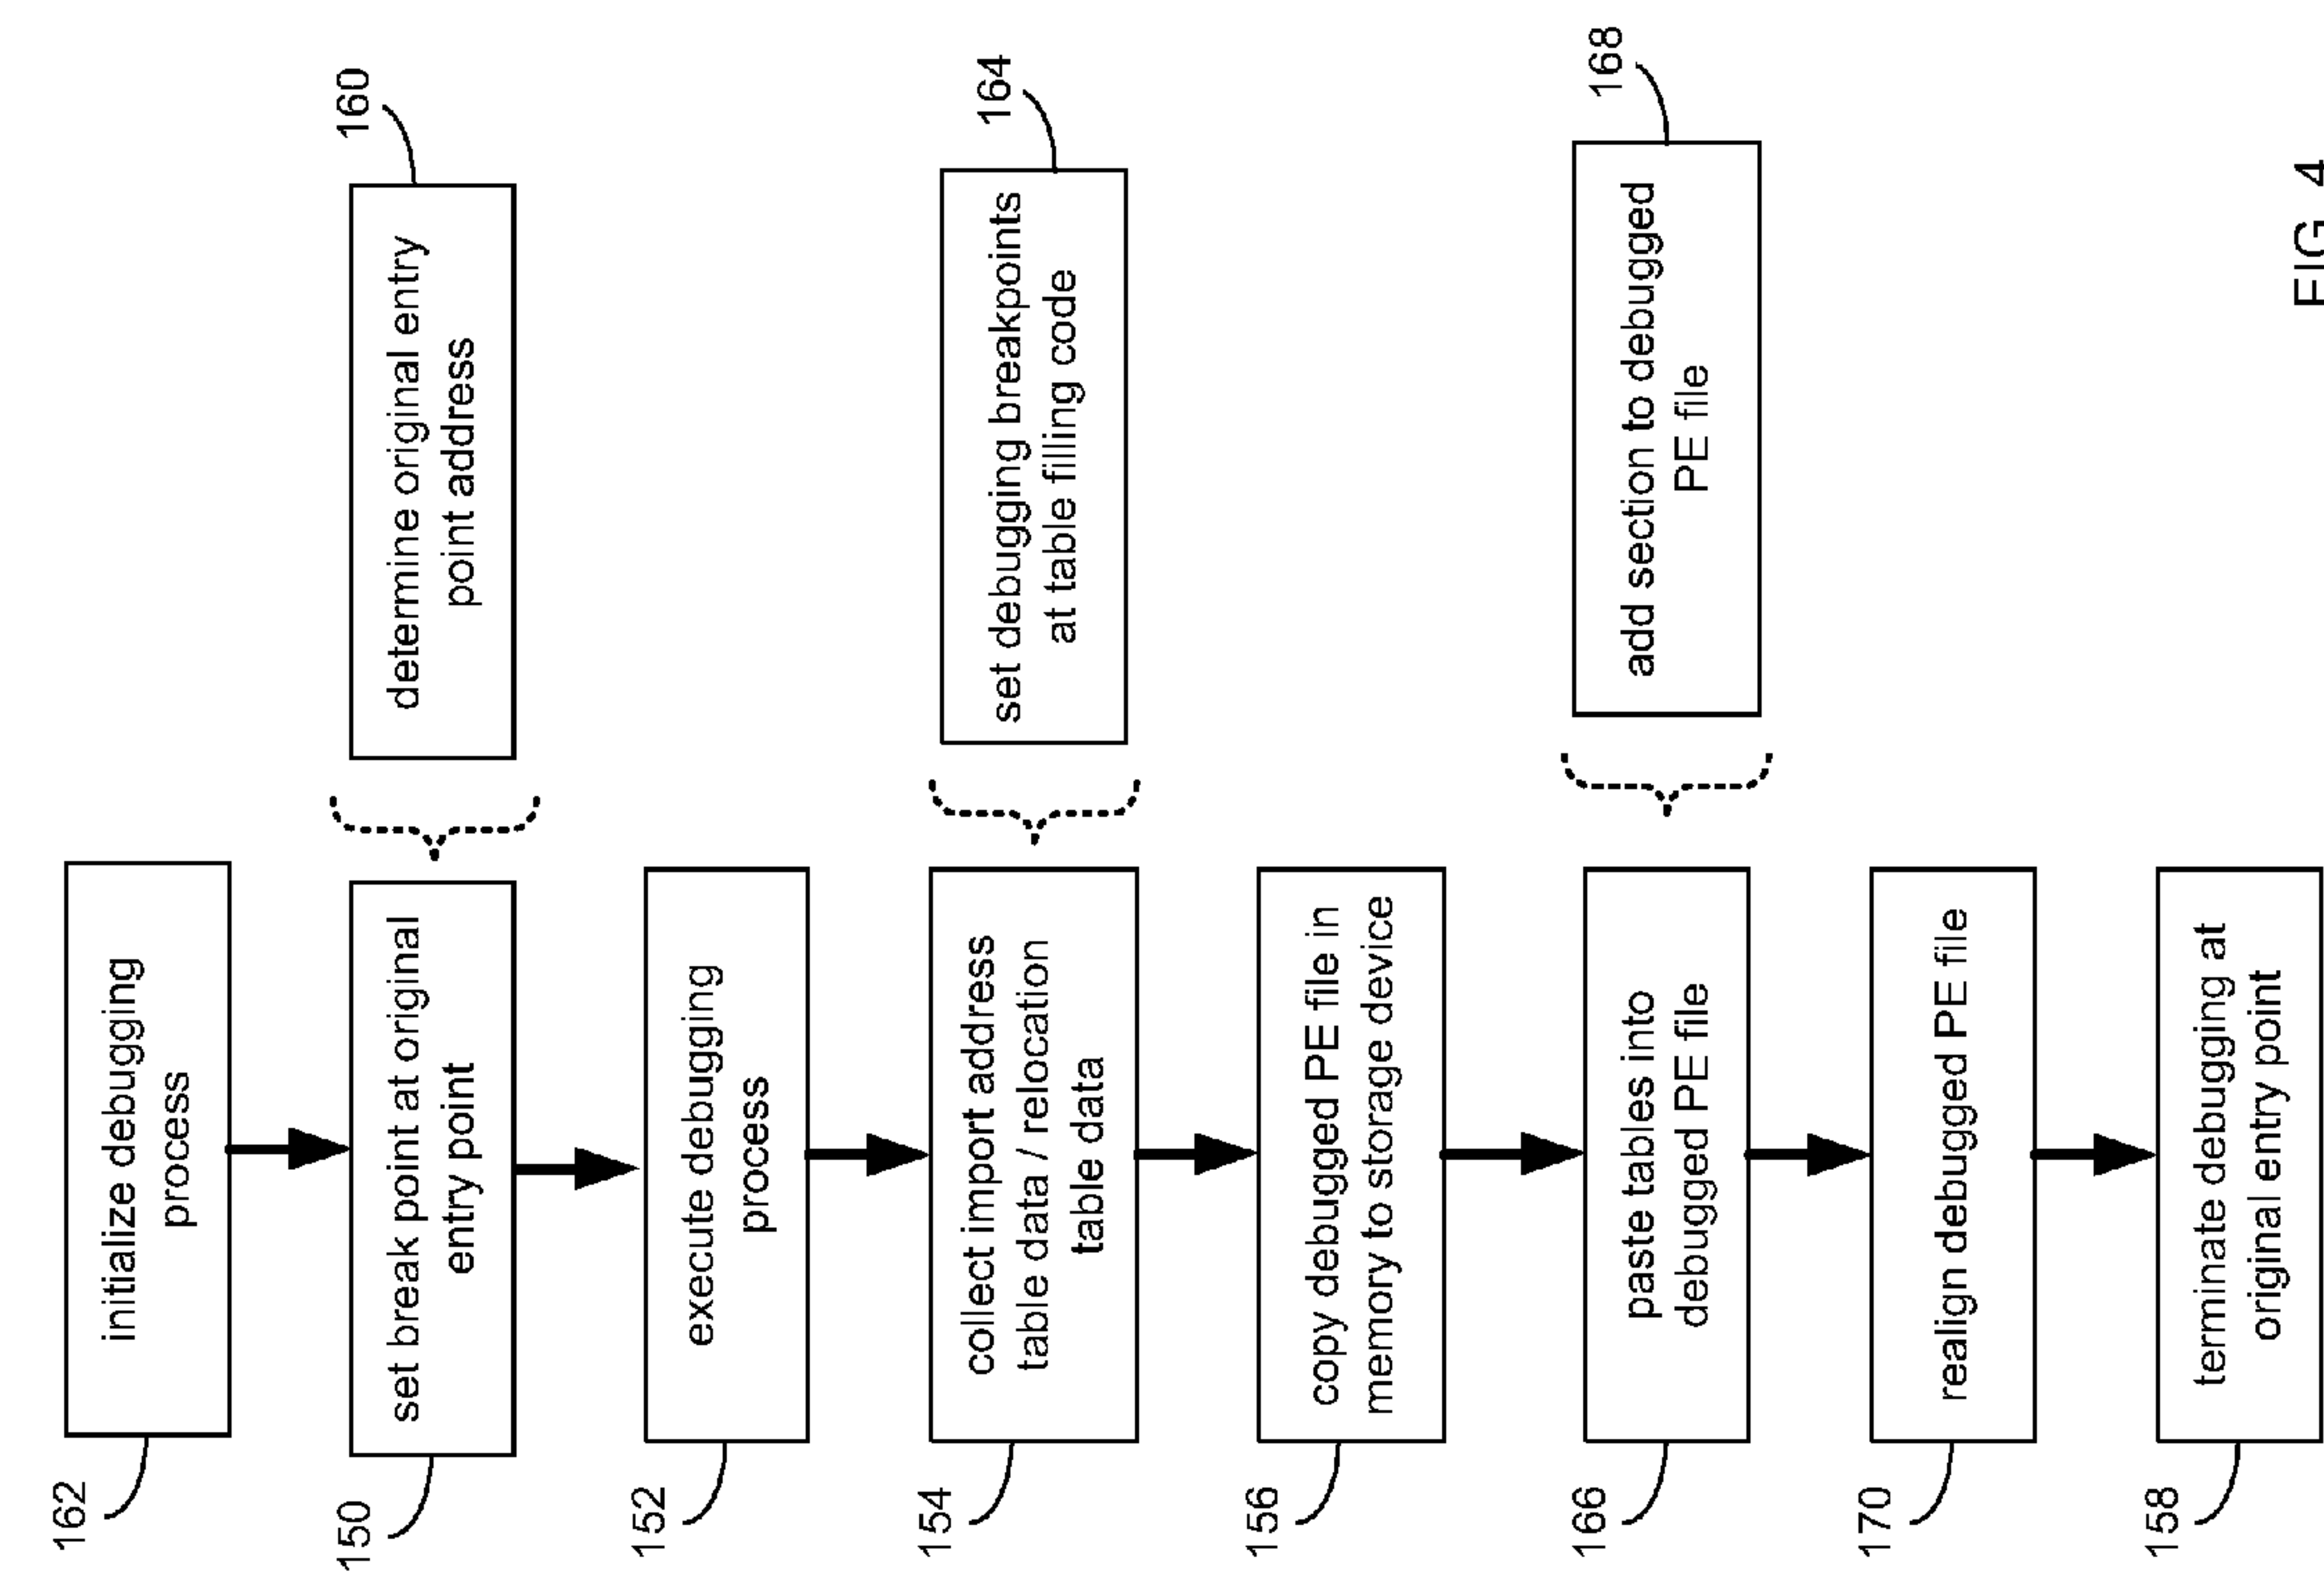 162
initialize debugging
process
150
set break point at original
entry point
160
determine original entry
point address
152
execute debugging
process
154
collect import address
table data / relocation
table data
164
set debugging breakpoints
at table filling code
156
copy debugged PE file in
memory to storage device
166
paste tables into
debugged PE file
168
add section to debugged
PE file
170
realign debugged PE file
158
terminate debugging at
original entry point
FIG. 4